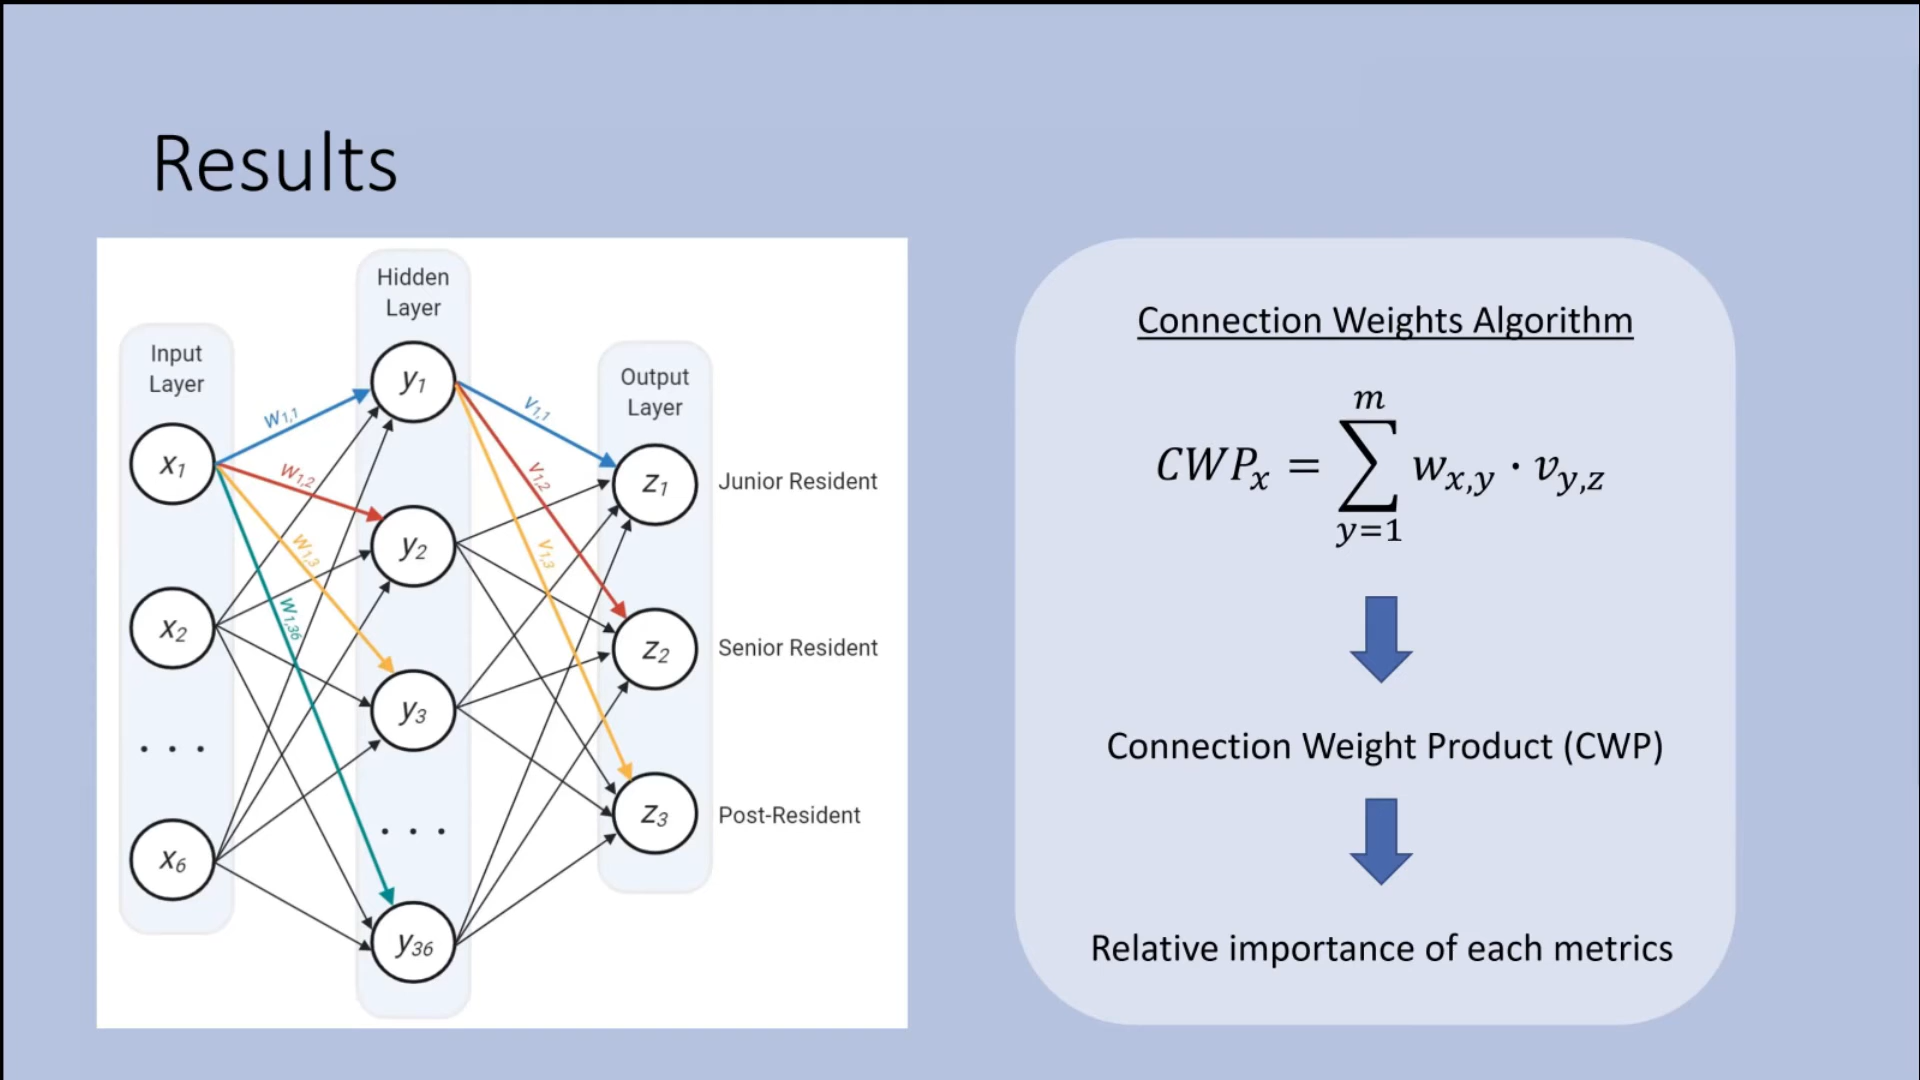 Results
Hidden
Layer
Input
Layer
Output
Layer
x1
x2
. . .
x6
w1,1
w1,2
w1,3
w1,36
y1
y2
y3
. . .
y36
v1,1
v1,2
v1,3
z1 Junior Resident
z2 Senior Resident
z3 Post-Resident
Connection Weights Algorithm
m
CWPx = ∑ wx,y · vy,z
y=1
Connection Weight Product (CWP)
Relative importance of each metrics